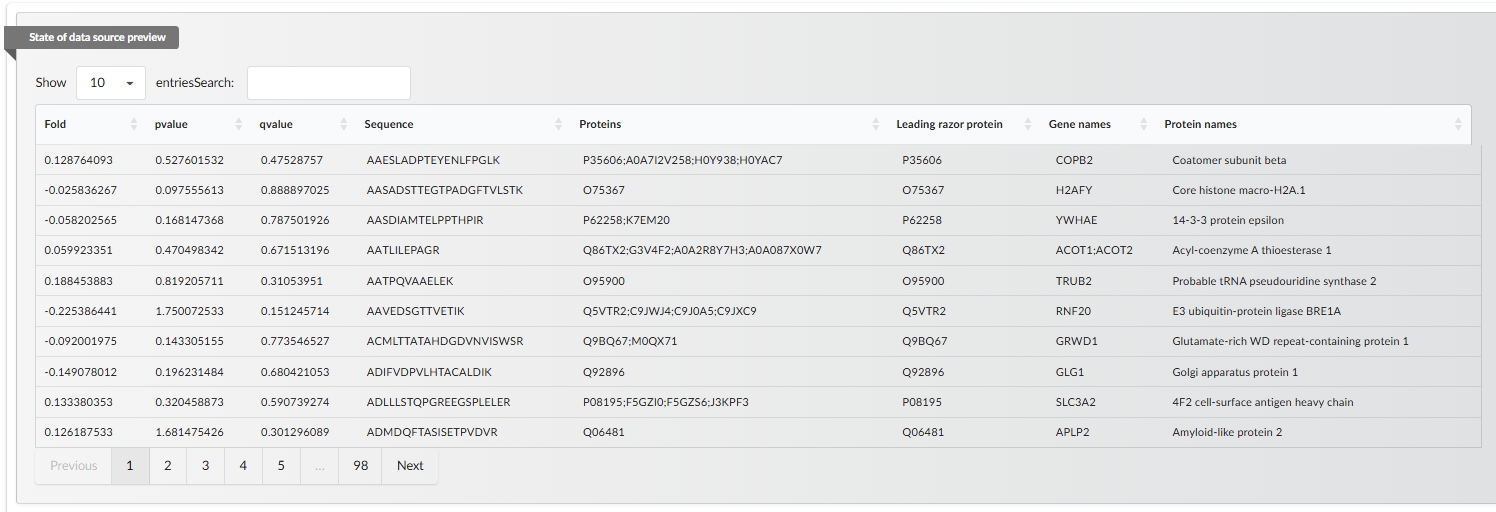 State of data source preview
Show 10 entriesSearch:
Fold pvalue qvalue Sequence Proteins Leading razor protein Gene names Protein names
0.128764093 0.527601532 0.47528757 AAESLADPTEYENLFPGLK P35606;A0A7I2V258;H0Y938;H0YAC7 P35606 COPB2 Coatomer subunit beta
-0.025836267 0.097555613 0.888897025 AASADSTTEGTPADGFTVLSTK O75367 O75367 H2AFY Core histone macro-H2A.1
-0.058202565 0.168147368 0.787501926 AASDIAMTELPPTHPIR P62258;K7EM20 P62258 YWHAE 14-3-3 protein epsilon
0.059923351 0.470498342 0.671513196 AATLILEPAGR Q86TX2;G3V4F2;A0A2R8Y7H3;A0A087X0W7 Q86TX2 ACOT1;ACOT2 Acyl-coenzyme A thioesterase 1
0.188453883 0.819205711 0.31053951 AATPQVAAELEK O95900 O95900 TRUB2 Probable tRNA pseudouridine synthase 2
-0.225386441 1.750072533 0.151245714 AAVEDSGTTVETIK Q5VTR2;C9JWJ4;C9J0A5;C9JXC9 Q5VTR2 RNF20 E3 ubiquitin-protein ligase BRE1A
-0.092001975 0.143305155 0.773546527 ACMLTTATAHDGDVNVISWSR Q9BQ67;M0QX71 Q9BQ67 GRWD1 Glutamate-rich WD repeat-containing protein 1
-0.149078012 0.196231484 0.680421053 ADIFVDPVLHTACALDIK Q92896 Q92896 GLG1 Golgi apparatus protein 1
0.133380353 0.320458873 0.590739274 ADLLLSTQPGREEGSPLELER P08195;F5GZI0;F5GZS6;J3KPF3 P08195 SLC3A2 4F2 cell-surface antigen heavy chain
0.126187533 1.681475426 0.301296089 ADMDQFTASISETPVDVR Q06481 Q06481 APLP2 Amyloid-like protein 2
Previous 1 2 3 4 5 ... 98 Next